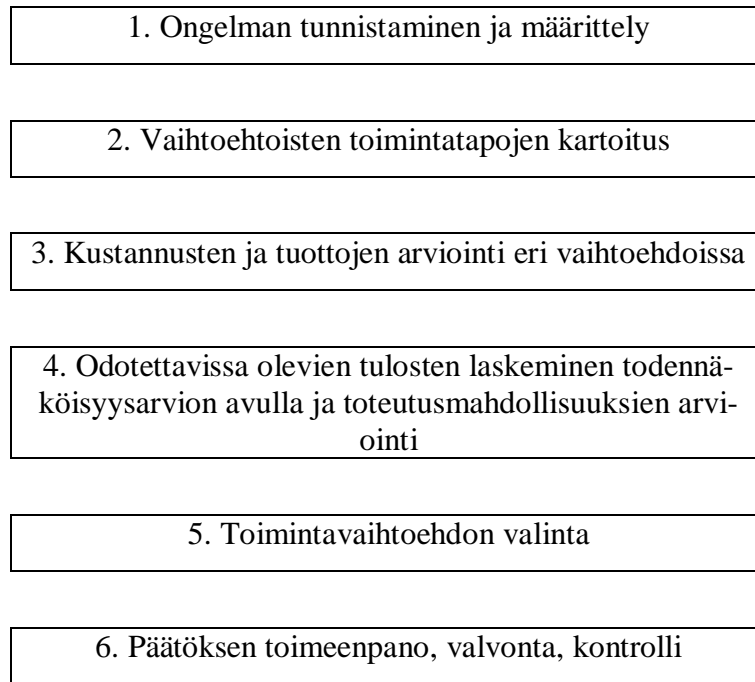 1. Ongelman tunnistaminen ja määrittely
2. Vaihtoehtoisten toimintatapojen kartoitus
3. Kustannusten ja tuottojen arviointi eri vaihtoehdoissa
4. Odotettavissa olevien tulosten laskeminen todennä-
köisyysarvion avulla ja toteutusmahdollisuuksien arvi-
ointi
5. Toimintavaihtoehdon valinta
6. Päätöksen toimeenpano, valvonta, kontrolli